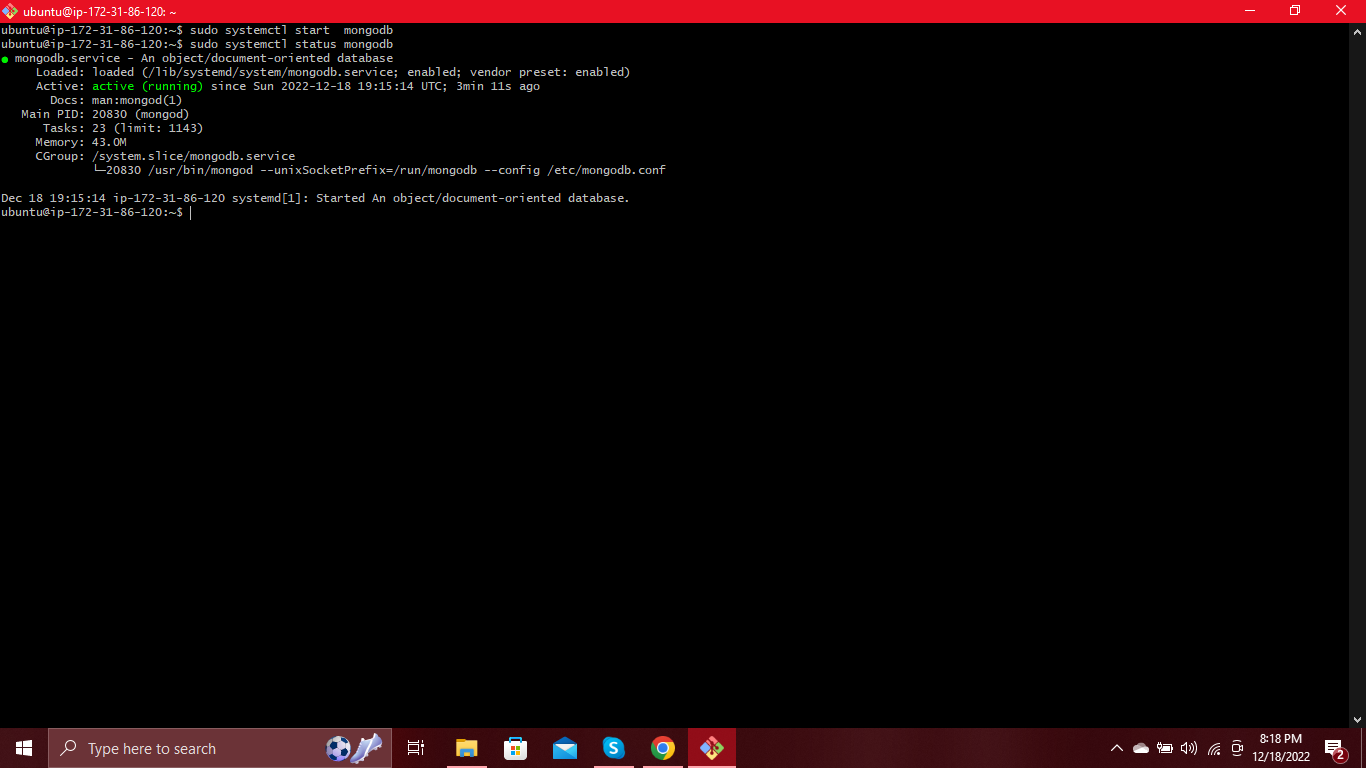 ubuntu@ip-172-31-86-120: ~
ubuntu@ip-172-31-86-120:~$ sudo systemctl start  mongodb
ubuntu@ip-172-31-86-120:~$ sudo systemctl status mongodb
● mongodb.service - An object/document-oriented database
     Loaded: loaded (/lib/systemd/system/mongodb.service; enabled; vendor preset: enabled)
     Active: active (running) since Sun 2022-12-18 19:15:14 UTC; 3min 11s ago
       Docs: man:mongod(1)
   Main PID: 20830 (mongod)
      Tasks: 23 (limit: 1143)
     Memory: 43.0M
     CGroup: /system.slice/mongodb.service
             └─20830 /usr/bin/mongod --unixSocketPrefix=/run/mongodb --config /etc/mongodb.conf
Dec 18 19:15:14 ip-172-31-86-120 systemd[1]: Started An object/document-oriented database.
ubuntu@ip-172-31-86-120:~$
Type here to search
S
8:18 PM
12/18/2022
2